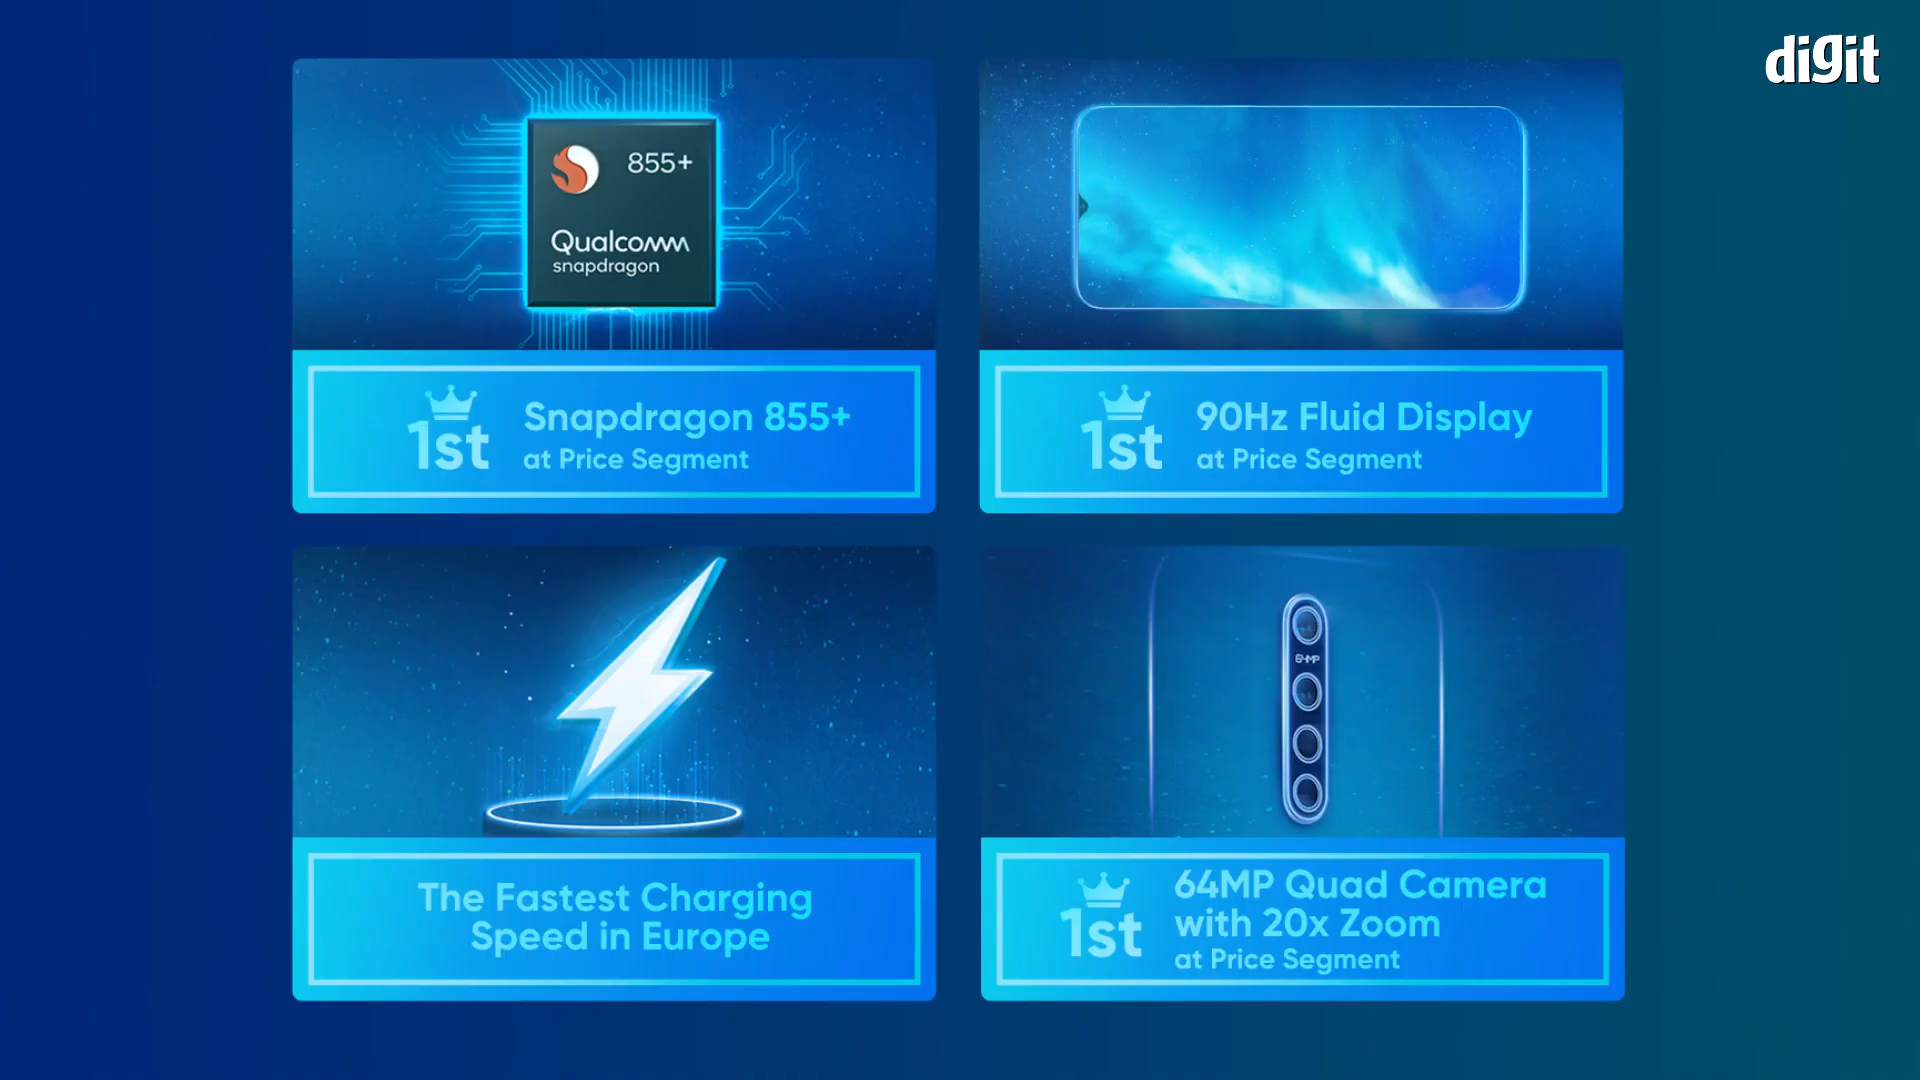 digit
855+
Qualcomm
snapdragon
1st
Snapdragon 855+
at Price Segment
1st
90Hz Fluid Display
at Price Segment
The Fastest Charging
Speed in Europe
64MP
1st
64MP Quad Camera
with 20x Zoom
at Price Segment